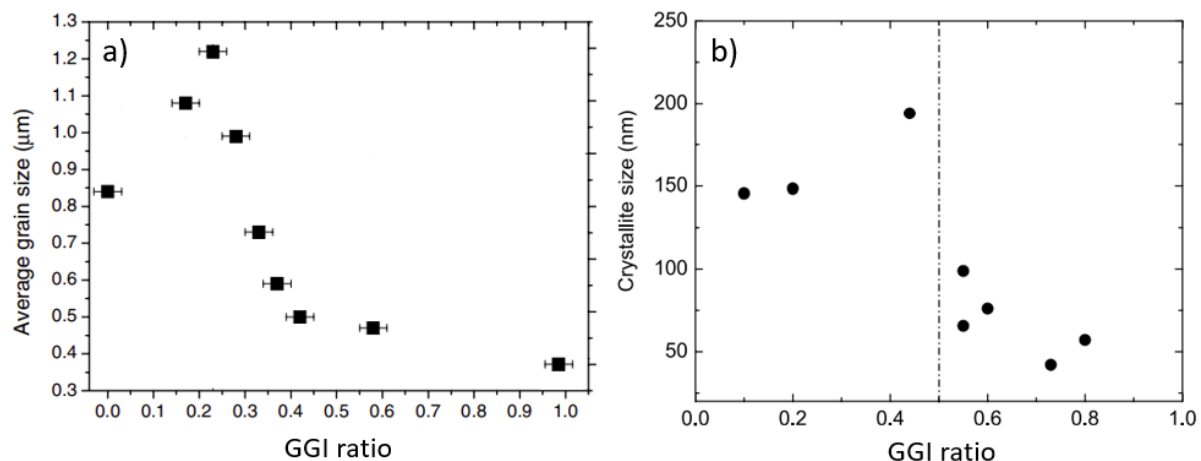 a)
Average grain size (μm)
1.3
1.2
1.1
1.0
0.9
0.8
0.7
0.6
0.5
0.4
0.3
0.0 0.1 0.2 0.3 0.4 0.5 0.6 0.7 0.8 0.9 1.0
GGI ratio
b)
Crystallite size (nm)
250
200
150
100
50
0.0 0.2 0.4 0.6 0.8 1.0
GGI ratio